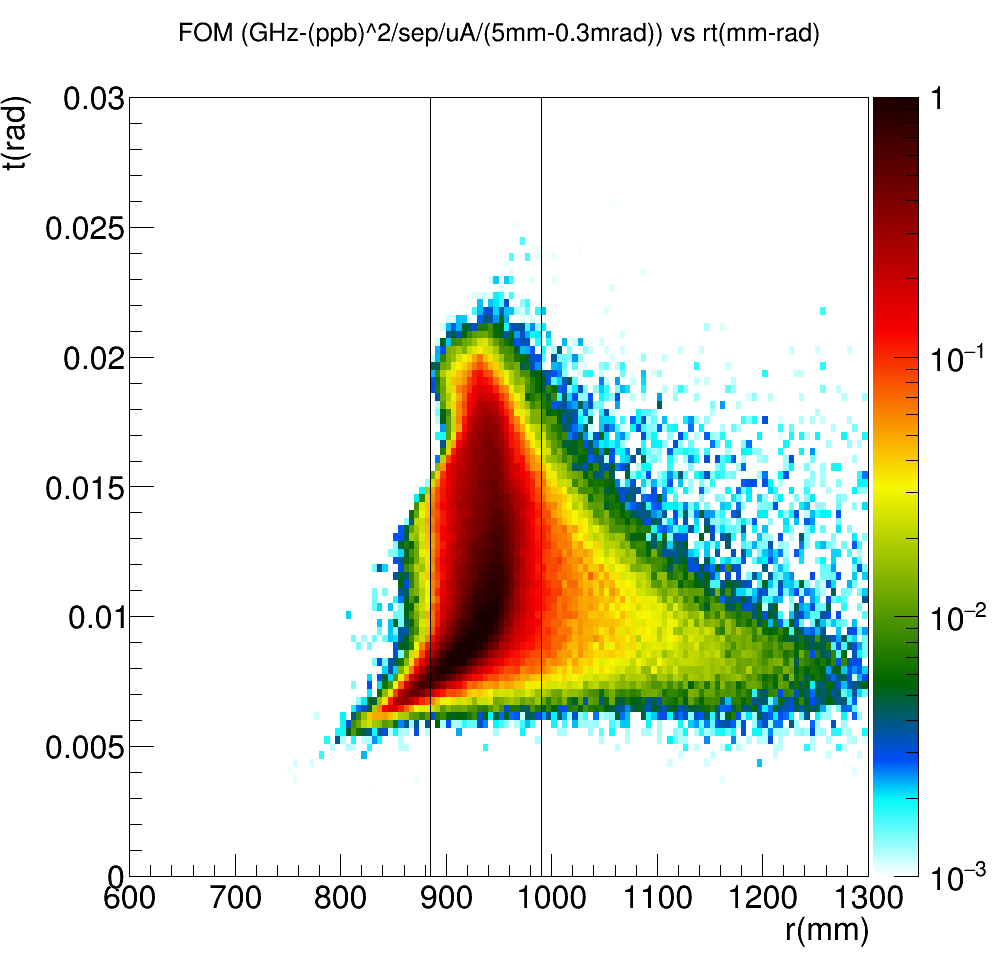 FOM (GHz-(ppb)^2/sep/uA/(5mm-0.3mrad)) vs rt(mm-rad)
t(rad)
0.03
0.025
0.02
0.015
0.01
0.005
0
600 700 800 900 1000 1100 1200 1300
r(mm)
1
10⁻¹
10⁻²
10⁻³